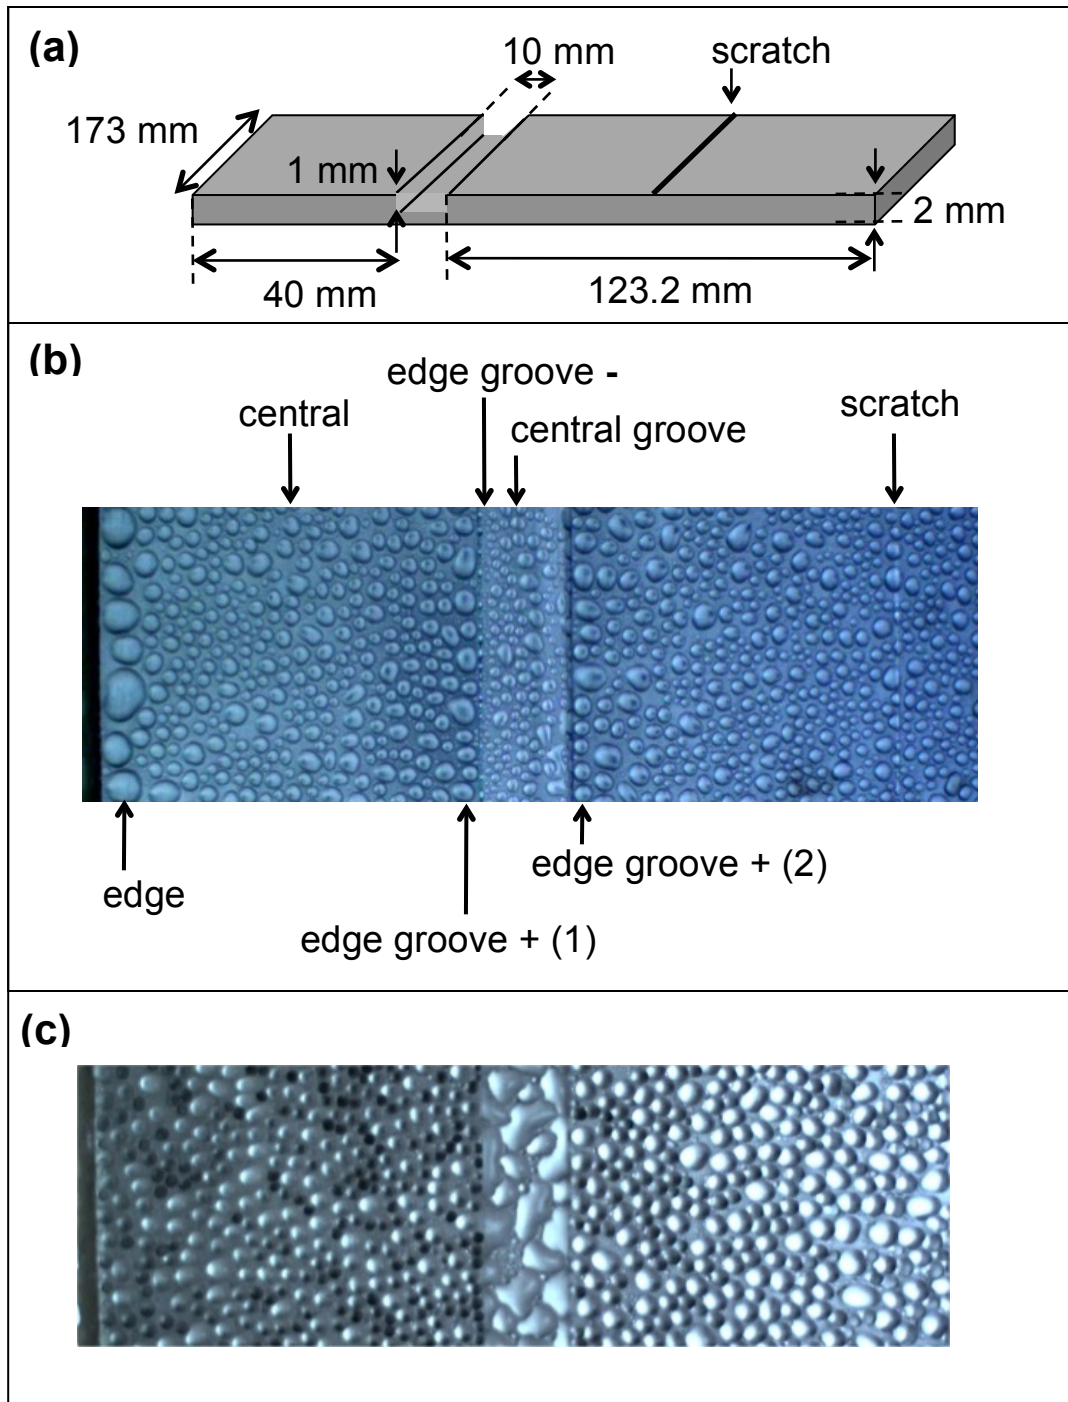 (a)
10 mm
scratch
173 mm
1 mm
2 mm
40 mm
123.2 mm
(b)
edge groove -
central
scratch
central groove
edge groove + (2)
edge
edge groove + (1)
(c)